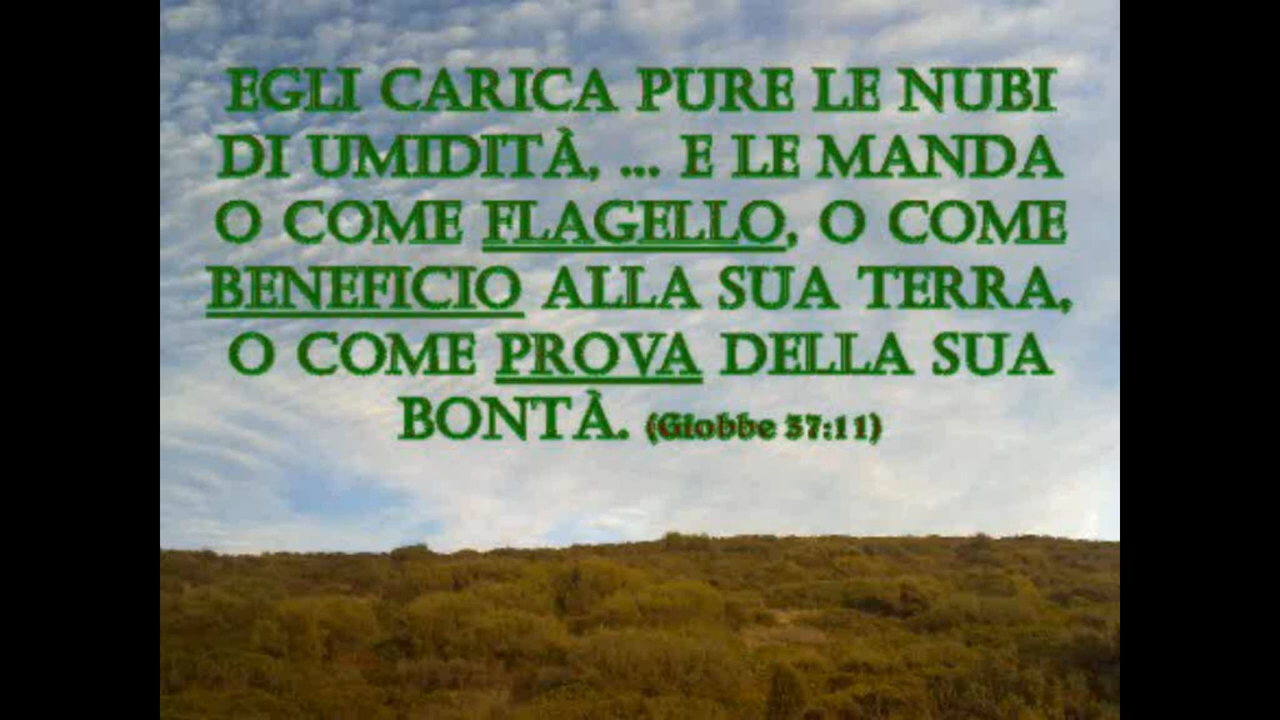 EGLI CARICA PURE LE NUBI
DI UMIDITÀ, ... E LE MANDA
O COME FLAGELLO, O COME
BENEFICIO ALLA SUA TERRA,
O COME PROVA DELLA SUA
BONTÀ. (Giobbe 37:11)